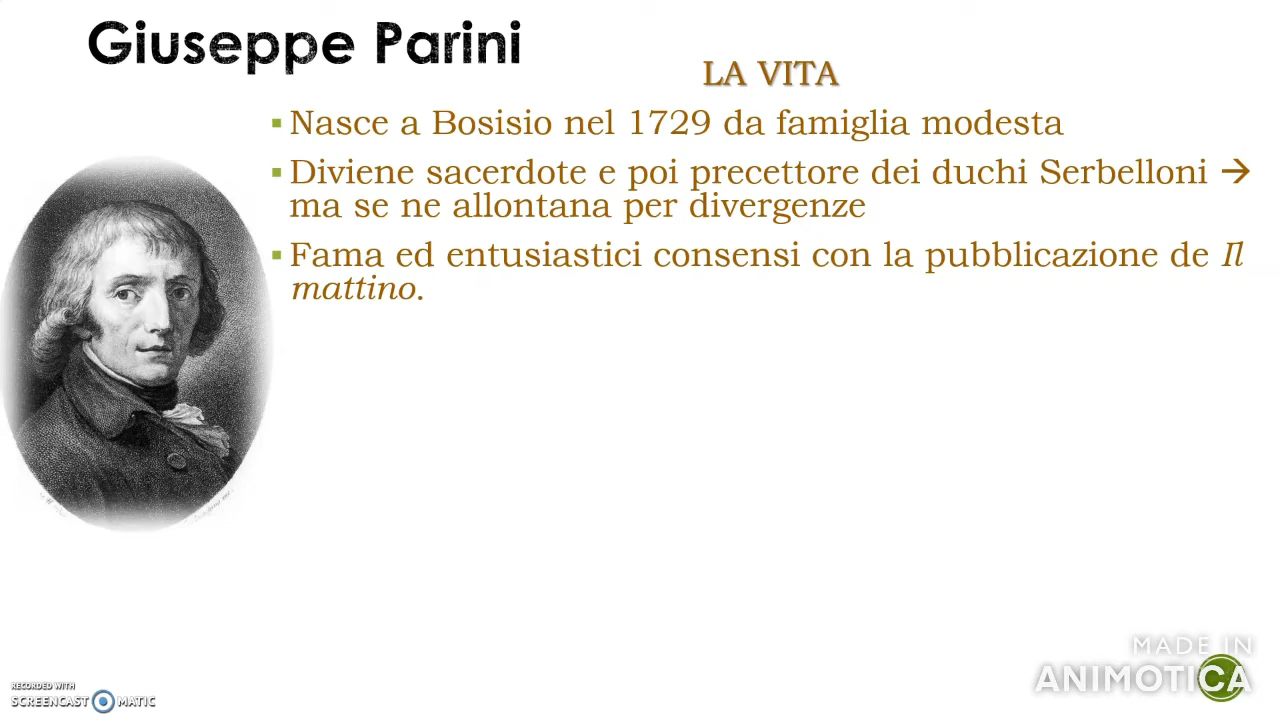 Giuseppe Parini
LA VITA
▪ Nasce a Bosisio nel 1729 da famiglia modesta
▪ Diviene sacerdote e poi precettore dei duchi Serbelloni →
ma se ne allontana per divergenze
▪ Fama ed entusiastici consensi con la pubblicazione de Il
mattino.
MADE IN
ANIMOTICA
RECORDED WITH
SCREENCAST MATIC